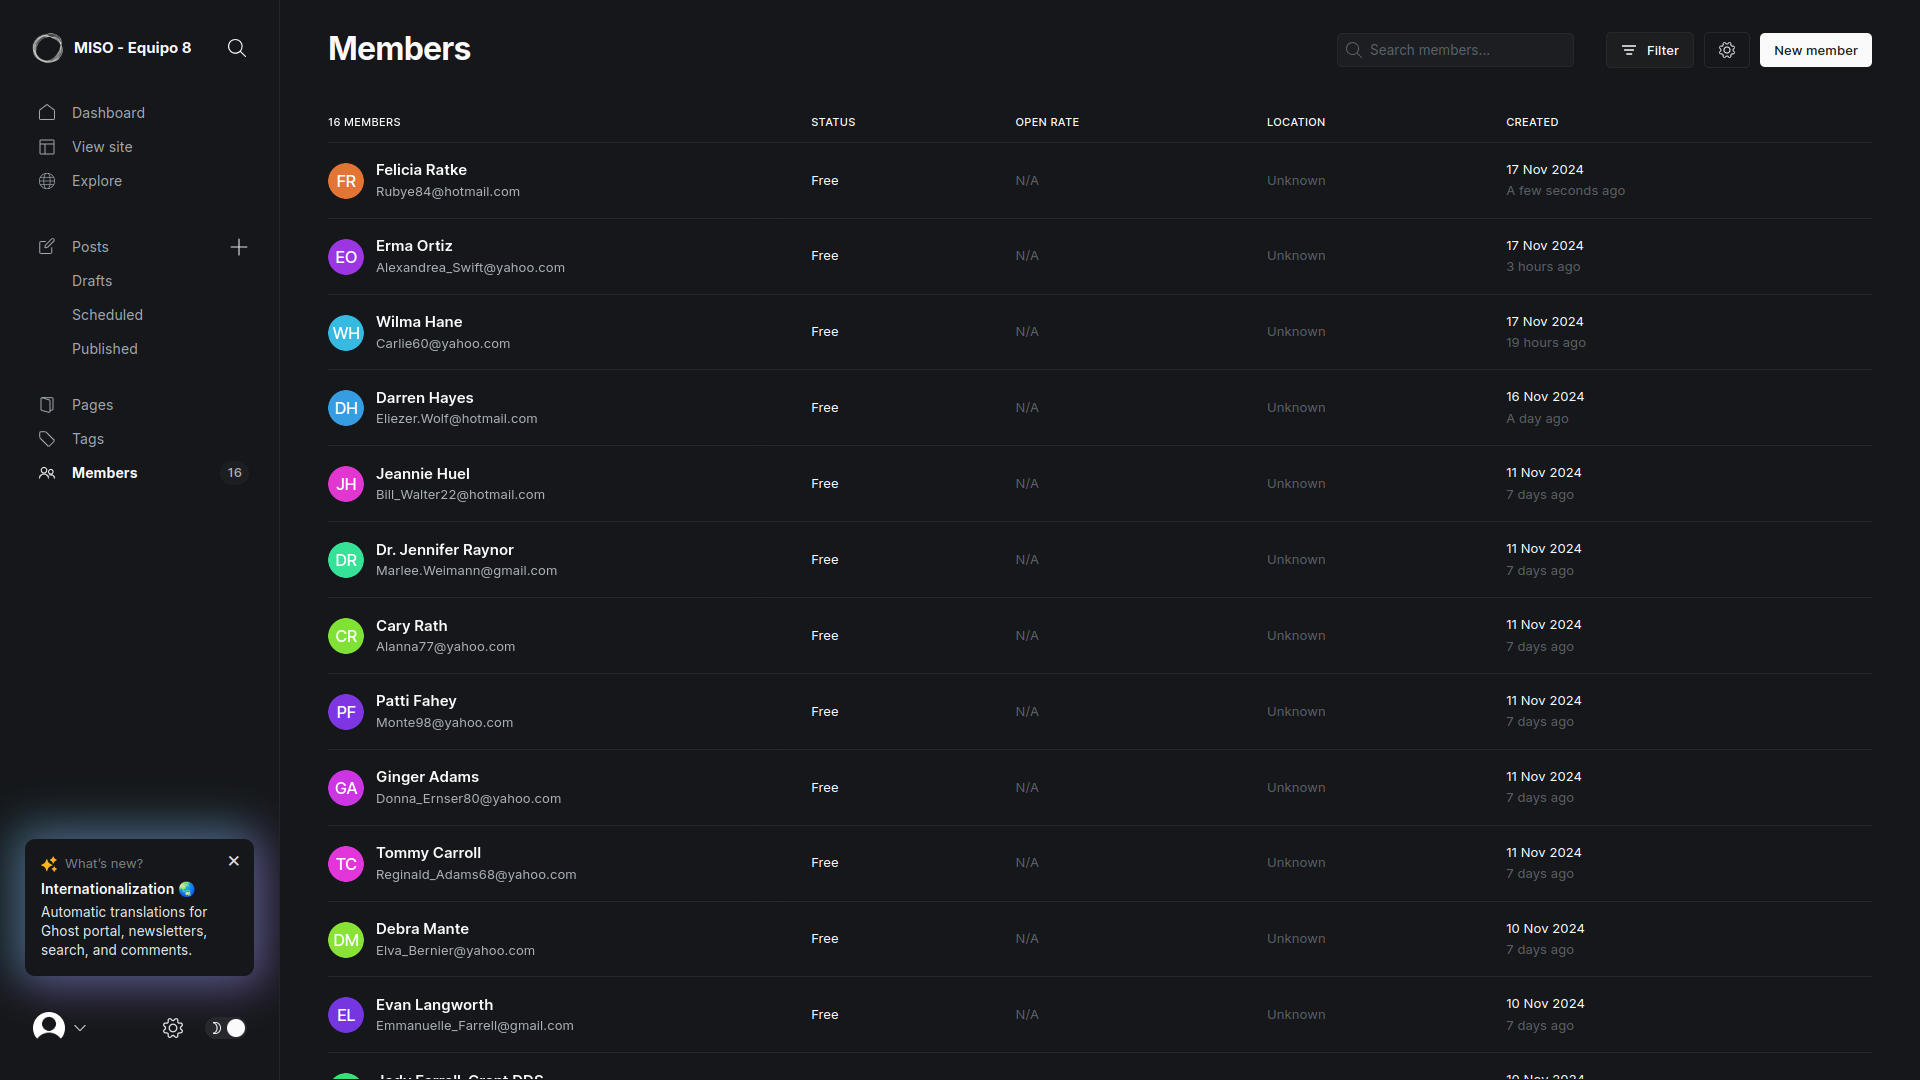 MISO - Equipo 8
Dashboard
View site
Explore
Posts
Drafts
Scheduled
Published
Pages
Tags
Members 16
What's new?
Internationalization 🌏
Automatic translations for
Ghost portal, newsletters,
search, and comments.
Members
Search members...
Filter
New member
16 MEMBERS STATUS OPEN RATE LOCATION CREATED
FR Felicia Ratke Rubye84@hotmail.com Free N/A Unknown 17 Nov 2024 A few seconds ago
EO Erma Ortiz Alexandrea_Swift@yahoo.com Free N/A Unknown 17 Nov 2024 3 hours ago
WH Wilma Hane Carlie60@yahoo.com Free N/A Unknown 17 Nov 2024 19 hours ago
DH Darren Hayes Eliezer.Wolf@hotmail.com Free N/A Unknown 16 Nov 2024 A day ago
JH Jeannie Huel Bill_Walter22@hotmail.com Free N/A Unknown 11 Nov 2024 7 days ago
DR Dr. Jennifer Raynor Marlee.Weimann@gmail.com Free N/A Unknown 11 Nov 2024 7 days ago
CR Cary Rath Alanna77@yahoo.com Free N/A Unknown 11 Nov 2024 7 days ago
PF Patti Fahey Monte98@yahoo.com Free N/A Unknown 11 Nov 2024 7 days ago
GA Ginger Adams Donna_Ernser80@yahoo.com Free N/A Unknown 11 Nov 2024 7 days ago
TC Tommy Carroll Reginald_Adams68@yahoo.com Free N/A Unknown 11 Nov 2024 7 days ago
DM Debra Mante Elva_Bernier@yahoo.com Free N/A Unknown 10 Nov 2024 7 days ago
EL Evan Langworth Emmanuelle_Farrell@gmail.com Free N/A Unknown 10 Nov 2024 7 days ago
10 Nov 2024